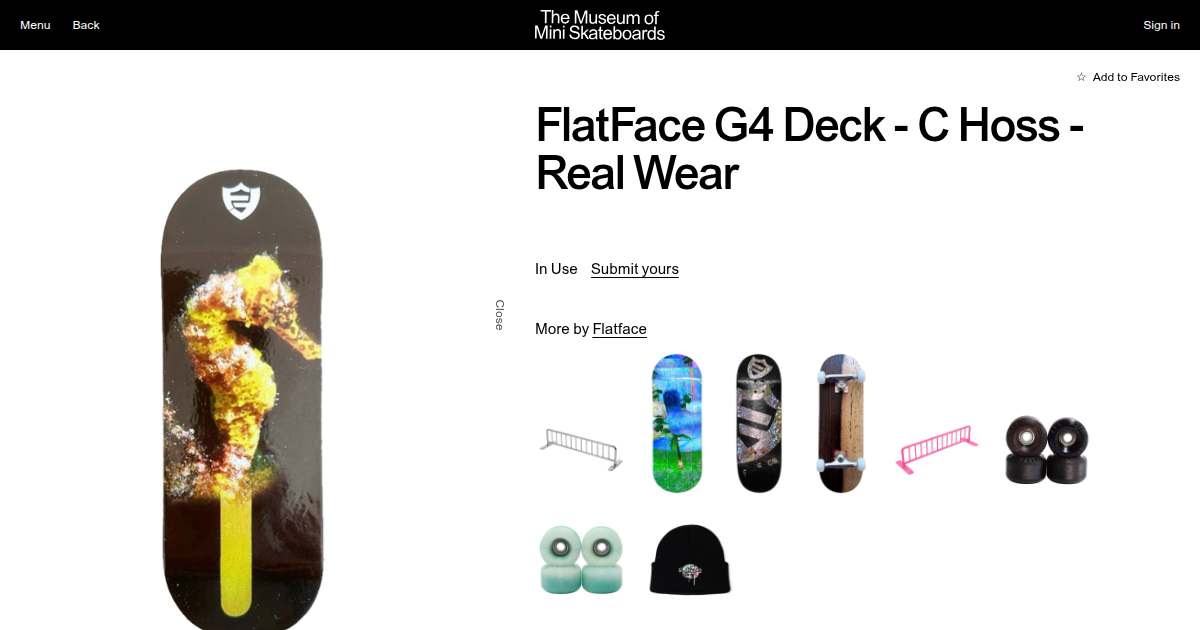 Menu
Back
The Museum of
Mini Skateboards
Sign in
☆ Add to Favorites
FlatFace G4 Deck - C Hoss -
Real Wear
In Use
Submit yours
Close
More by Flatface